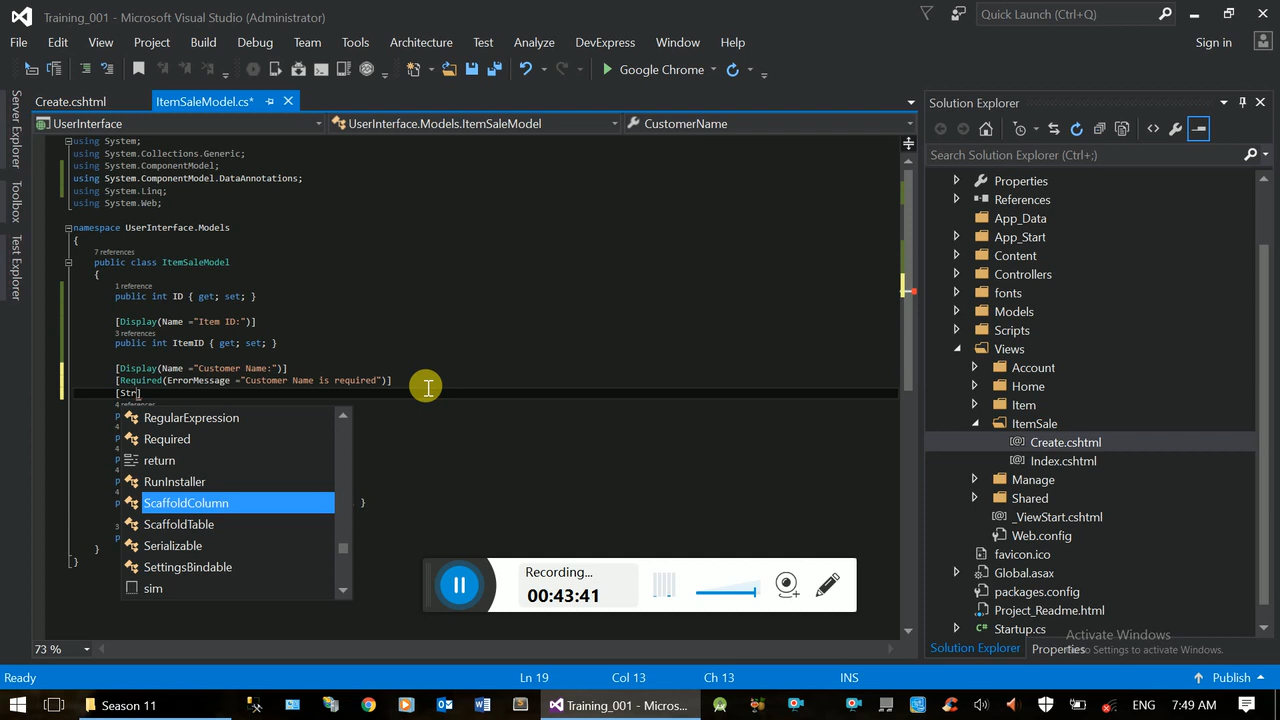 Training_001 - Microsoft Visual Studio (Administrator)
Quick Launch (Ctrl+Q)
File Edit View Project Build Debug Team Tools Architecture Test Analyze DevExpress Window Help
Sign in
Google Chrome
Server Explorer
Toolbox
Test Explorer
Create.cshtml ItemSaleModel.cs*
UserInterface UserInterface.Models.ItemSaleModel CustomerName
using System;
using System.Collections.Generic;
using System.ComponentModel;
using System.ComponentModel.DataAnnotations;
using System.Linq;
using System.Web;
namespace UserInterface.Models
{
7 references
public class ItemSaleModel
{
1 reference
public int ID { get; set; }
[Display(Name ="Item ID:")]
3 references
public int ItemID { get; set; }
[Display(Name ="Customer Name:")]
[Required(ErrorMessage ="Customer Name is required")]
[Str]
4 references
RegularExpression
Required
return
RunInstaller
ScaffoldColumn
ScaffoldTable
Serializable
SettingsBindable
sim
}
}
}
Recording...
00:43:41
73 %
Solution Explorer
Search Solution Explorer (Ctrl+;)
Properties
References
App_Data
App_Start
Content
Controllers
fonts
Models
Scripts
Views
Account
Home
Item
ItemSale
Create.cshtml
Index.cshtml
Manage
Shared
_ViewStart.cshtml
Web.config
favicon.ico
Global.asax
packages.config
Project_Readme.html
Startup.cs
Activate Windows
Solution Explorer Properties
to Settings to activate Windows.
Ready Ln 19 Col 13 Ch 13 INS Publish
Season 11
Training_001 - Micros...
ENG 7:49 AM